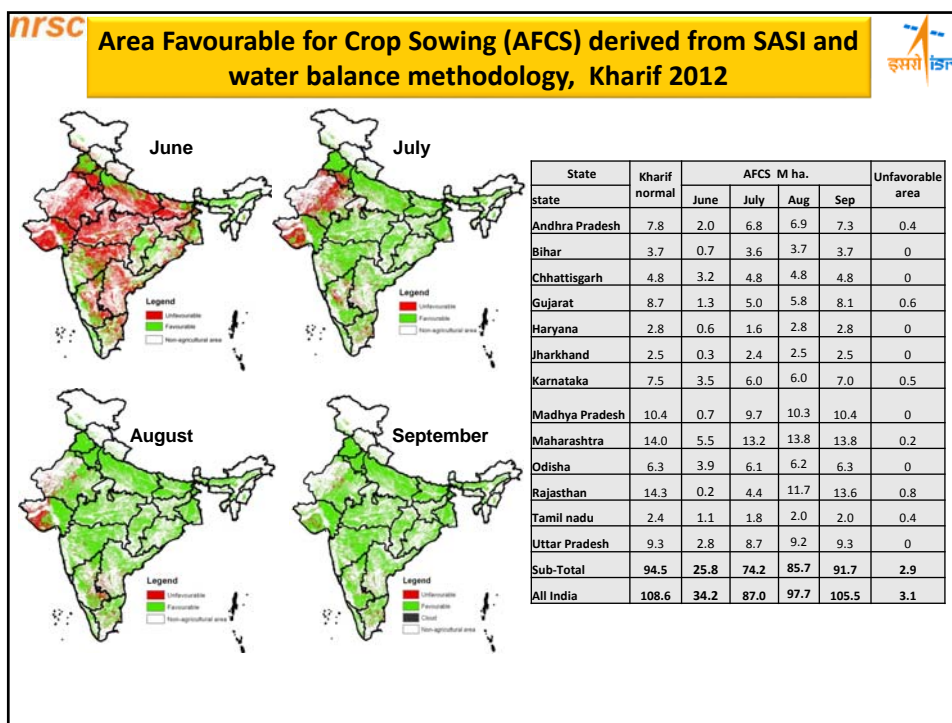 nrsc
Area Favourable for Crop Sowing (AFCS) derived from SASI and
water balance methodology, Kharif 2012
इसरो isr
June
July
Legend
Unfavourable
Favourable
Non-agricultural area
Legend
Unfavourable
Favourable
Non-agricultural area
August
September
Legend
Unfavourable
Favourable
Non-agricultural area
Legend
Unfavourable
Favourable
Cloud
Non-agricultural area
State Kharif normal AFCS M ha. Unfavorable area
state June July Aug Sep
Andhra Pradesh 7.8 2.0 6.8 6.9 7.3 0.4
Bihar 3.7 0.7 3.6 3.7 3.7 0
Chhattisgarh 4.8 3.2 4.8 4.8 4.8 0
Gujarat 8.7 1.3 5.0 5.8 8.1 0.6
Haryana 2.8 0.6 1.6 2.8 2.8 0
Jharkhand 2.5 0.3 2.4 2.5 2.5 0
Karnataka 7.5 3.5 6.0 6.0 7.0 0.5
Madhya Pradesh 10.4 0.7 9.7 10.3 10.4 0
Maharashtra 14.0 5.5 13.2 13.8 13.8 0.2
Odisha 6.3 3.9 6.1 6.2 6.3 0
Rajasthan 14.3 0.2 4.4 11.7 13.6 0.8
Tamil nadu 2.4 1.1 1.8 2.0 2.0 0.4
Uttar Pradesh 9.3 2.8 8.7 9.2 9.3 0
Sub-Total 94.5 25.8 74.2 85.7 91.7 2.9
All India 108.6 34.2 87.0 97.7 105.5 3.1